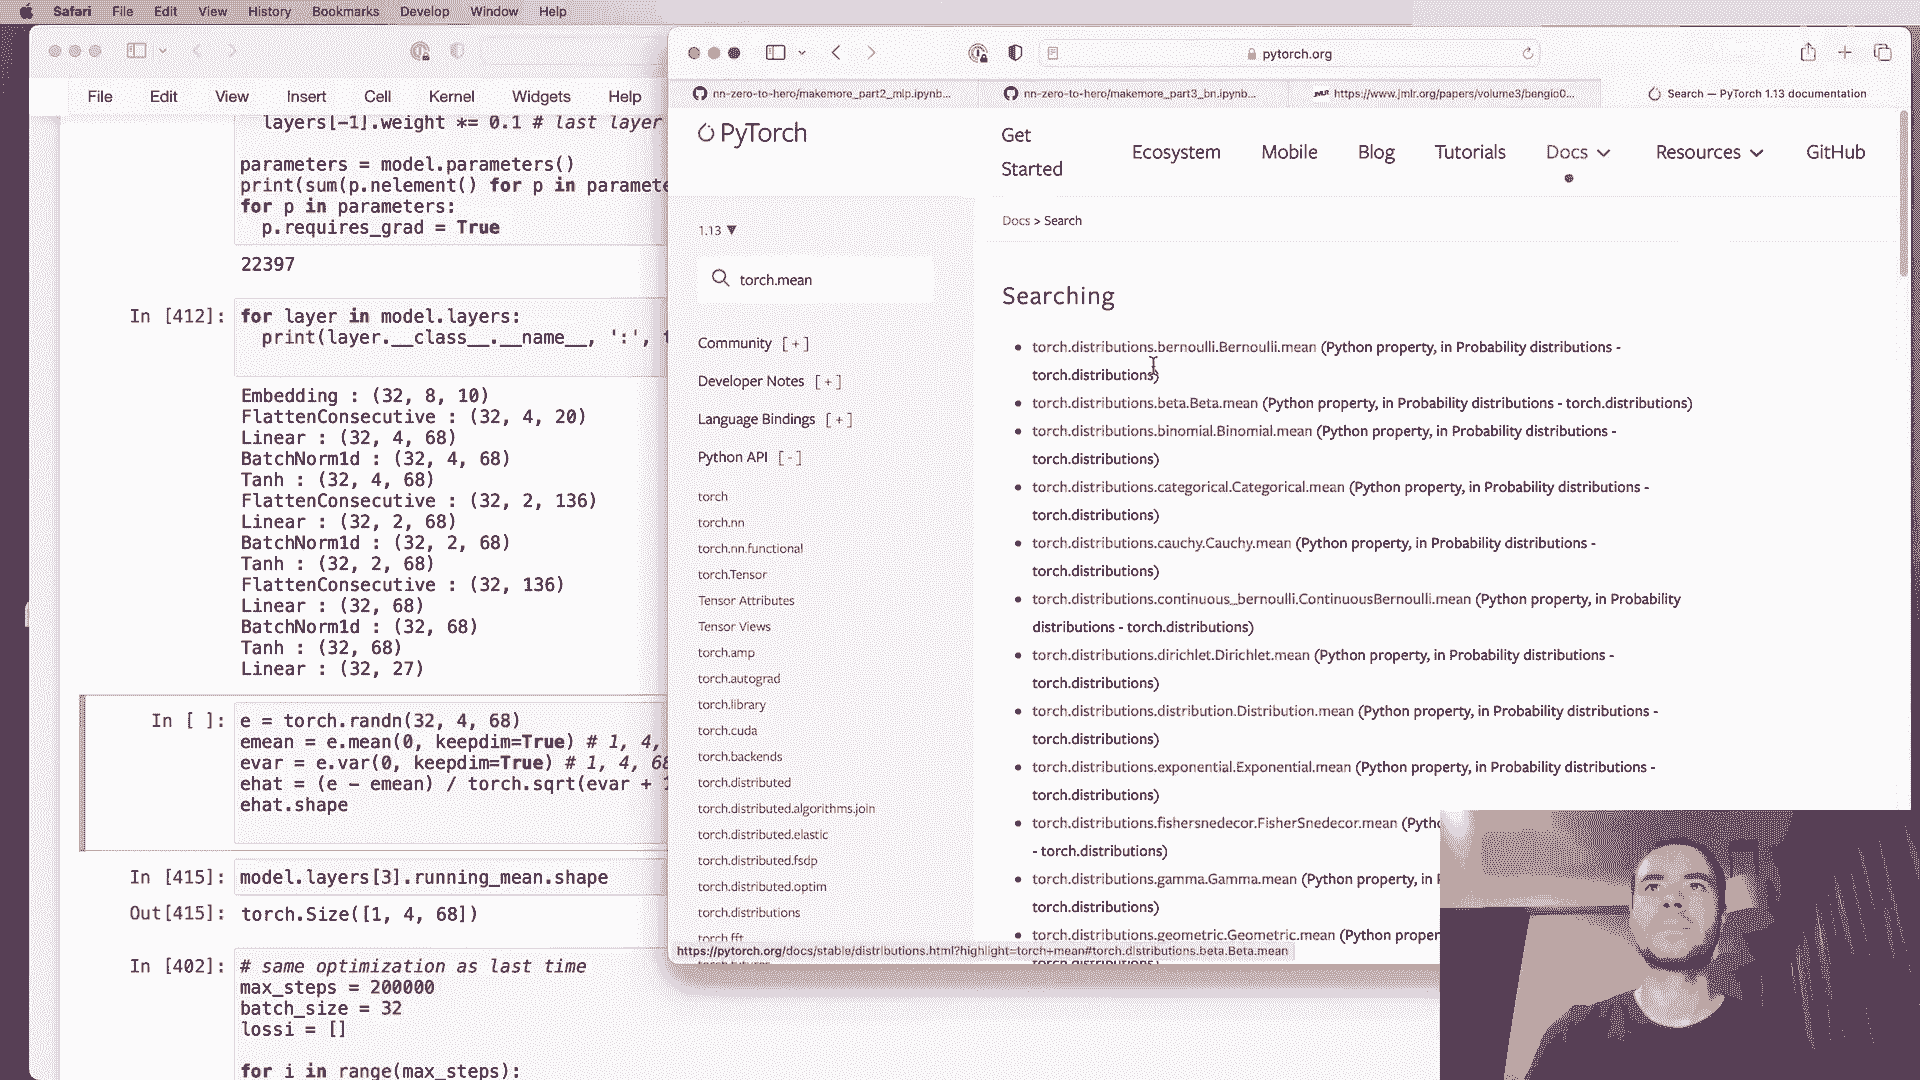 Safari File Edit View History Bookmarks Develop Window Help
File Edit View Insert Cell Kernel Widgets Help
layers[-1].weight *= 0.1 # last layer
parameters = model.parameters()
print(sum(p.nelement() for p in paramete
for p in parameters:
p.requires_grad = True
22397
In [412]: for layer in model.layers:
print(layer.__class__.__name__, ':', t
Embedding : (32, 8, 10)
FlattenConsecutive : (32, 4, 20)
Linear : (32, 4, 68)
BatchNorm1d : (32, 4, 68)
Tanh : (32, 4, 68)
FlattenConsecutive : (32, 2, 136)
Linear : (32, 2, 68)
BatchNorm1d : (32, 2, 68)
Tanh : (32, 2, 68)
FlattenConsecutive : (32, 136)
Linear : (32, 68)
BatchNorm1d : (32, 68)
Tanh : (32, 68)
Linear : (32, 27)
In [ ]: e = torch.randn(32, 4, 68)
emean = e.mean(0, keepdim=True) # 1, 4,
evar = e.var(0, keepdim=True) # 1, 4, 68
ehat = (e - emean) / torch.sqrt(evar + 1
ehat.shape
In [415]: model.layers[3].running_mean.shape
Out[415]: torch.Size([1, 4, 68])
In [402]: # same optimization as last time
max_steps = 200000
batch_size = 32
lossi = []
for i in range(max_steps):
pytorch.org
nn-zero-to-hero/makemore_part2_mlp.ipynb...
nn-zero-to-hero/makemore_part3_bn.ipynb...
https://www.jmlr.org/papers/volume3/bengio0...
Search — PyTorch 1.13 documentation
PyTorch
Get Started
Ecosystem
Mobile
Blog
Tutorials
Docs
Resources
GitHub
1.13 ▼
torch.mean
Community [ + ]
Developer Notes [ + ]
Language Bindings [ + ]
Python API [ - ]
torch
torch.nn
torch.nn.functional
torch.Tensor
Tensor Attributes
Tensor Views
torch.amp
torch.autograd
torch.library
torch.cuda
torch.backends
torch.distributed
torch.distributed.algorithms.join
torch.distributed.elastic
torch.distributed.fsdp
torch.distributed.optim
torch.distributions
torch.fft
Docs > Search
Searching
torch.distributions.bernoulli.Bernoulli.mean (Python property, in Probability distributions -
torch.distributions)
torch.distributions.beta.Beta.mean (Python property, in Probability distributions - torch.distributions)
torch.distributions.binomial.Binomial.mean (Python property, in Probability distributions -
torch.distributions)
torch.distributions.categorical.Categorical.mean (Python property, in Probability distributions -
torch.distributions)
torch.distributions.cauchy.Cauchy.mean (Python property, in Probability distributions -
torch.distributions)
torch.distributions.continuous_bernoulli.ContinuousBernoulli.mean (Python property, in Probability
distributions - torch.distributions)
torch.distributions.dirichlet.Dirichlet.mean (Python property, in Probability distributions -
torch.distributions)
torch.distributions.distribution.Distribution.mean (Python property, in Probability distributions -
torch.distributions)
torch.distributions.exponential.Exponential.mean (Python property, in Probability distributions -
torch.distributions)
torch.distributions.fishersnedecor.FisherSnedecor.mean (Pytho
- torch.distributions)
torch.distributions.gamma.Gamma.mean (Python property, in
torch.distributions)
torch.distributions.geometric.Geometric.mean (Python proper
https://pytorch.org/docs/stable/distributions.html?highlight=torch+mean#torch.distributions.beta.Beta.mean